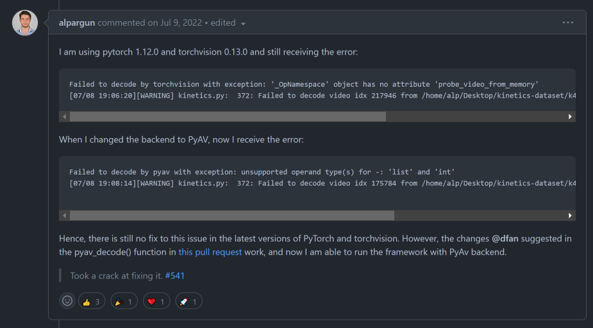 alpargun commented on Jul 9, 2022 • edited
I am using pytorch 1.12.0 and torchvision 0.13.0 and still receiving the error:
Failed to decode by torchvision with exception: '_OpNamespace' object has no attribute 'probe_video_from_memory'
[07/08 19:06:20][WARNING] kinetics.py: 372: Failed to decode video idx 217946 from /home/alp/Desktop/kinetics-dataset/k4
When I changed the backend to PyAV, now I receive the error:
Failed to decode by pyav with exception: unsupported operand type(s) for -: 'list' and 'int'
[07/08 19:08:14][WARNING] kinetics.py: 372: Failed to decode video idx 175784 from /home/alp/Desktop/kinetics-dataset/k4
Hence, there is still no fix to this issue in the latest versions of PyTorch and torchvision. However, the changes @dfan suggested in
the pyav_decode() function in this pull request work, and now I am able to run the framework with PyAv backend.
Took a crack at fixing it. #541
👍 3 🎉 1 ❤️ 1 🚀 1